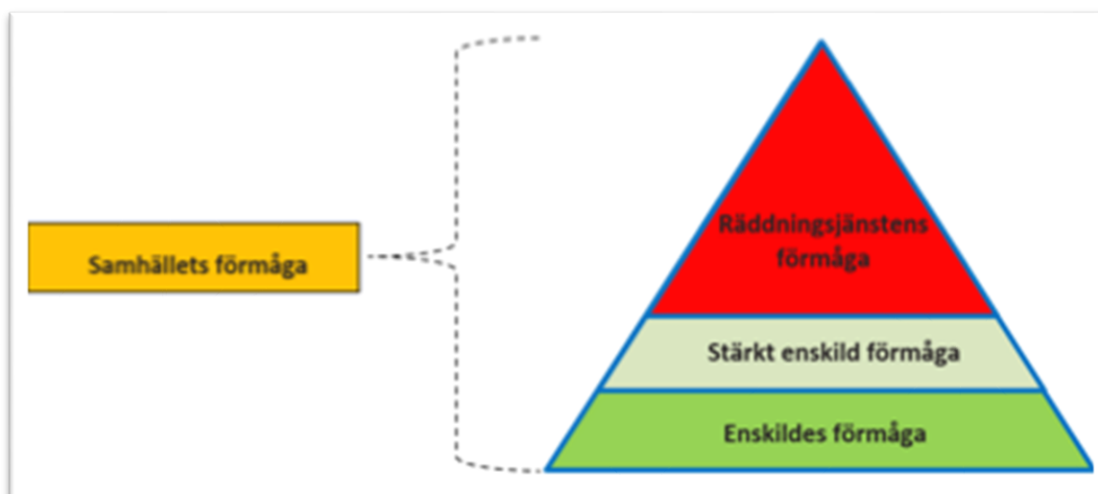 Samhällets förmåga
Räddningsjänstens
förmåga
Stärkt enskild förmåga
Enskildes förmåga